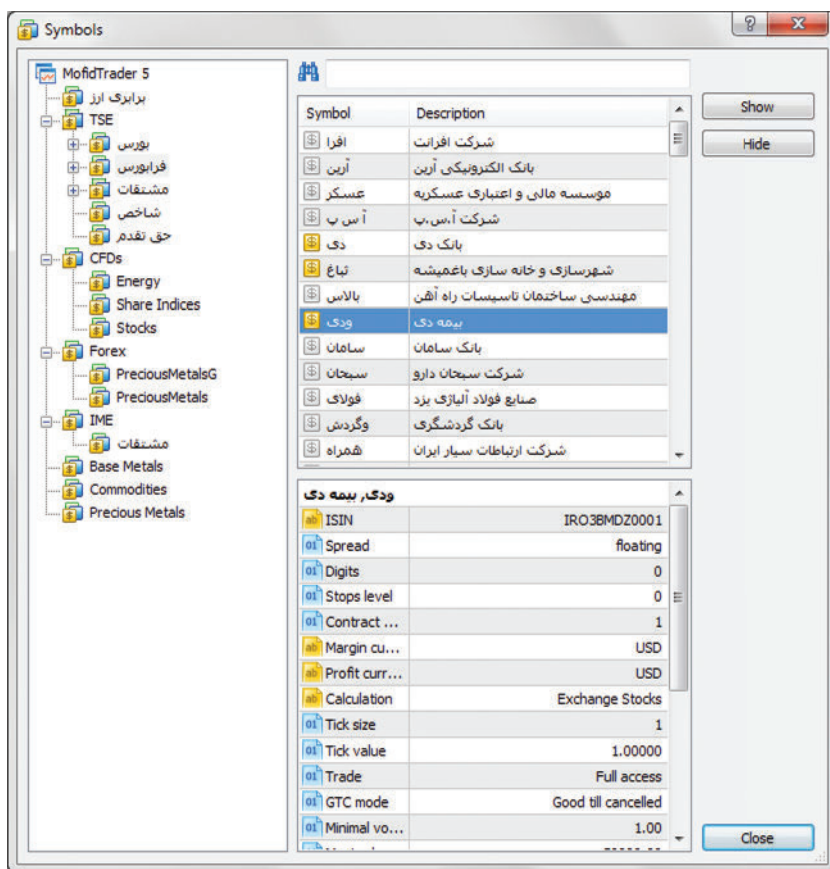 Symbols
MofidTrader 5
برابری ارز
TSE
بورس
فرابورس
مشتقات
شاخص
حق تقدم
CFDs
Energy
Share Indices
Stocks
Forex
PreciousMetalsG
PreciousMetals
IME
مشتقات
Base Metals
Commodities
Precious Metals
Symbol Description
افرا شرکت افرانت
آرین بانک الکترونیکی آرین
عسکر موسسه مالی و اعتباری عسکریه
آ س پ شرکت آ.س.پ
دی بانک دی
ثباغ شهرسازی و خانه سازی باغمیشه
بالاس مهندسی ساختمان تاسیسات راه آهن
ودی بیمه دی
سامان بانک سامان
سبحان شرکت سبحان دارو
فولای صنایع فولاد آلیاژی یزد
وگردش بانک گردشگری
همراه شرکت ارتباطات سیار ایران
Show
Hide
ودی, بیمه دی
ISIN IRO3BMDZ0001
Spread floating
Digits 0
Stops level 0
Contract ... 1
Margin cu... USD
Profit curr... USD
Calculation Exchange Stocks
Tick size 1
Tick value 1.00000
Trade Full access
GTC mode Good till cancelled
Minimal vo... 1.00
Close